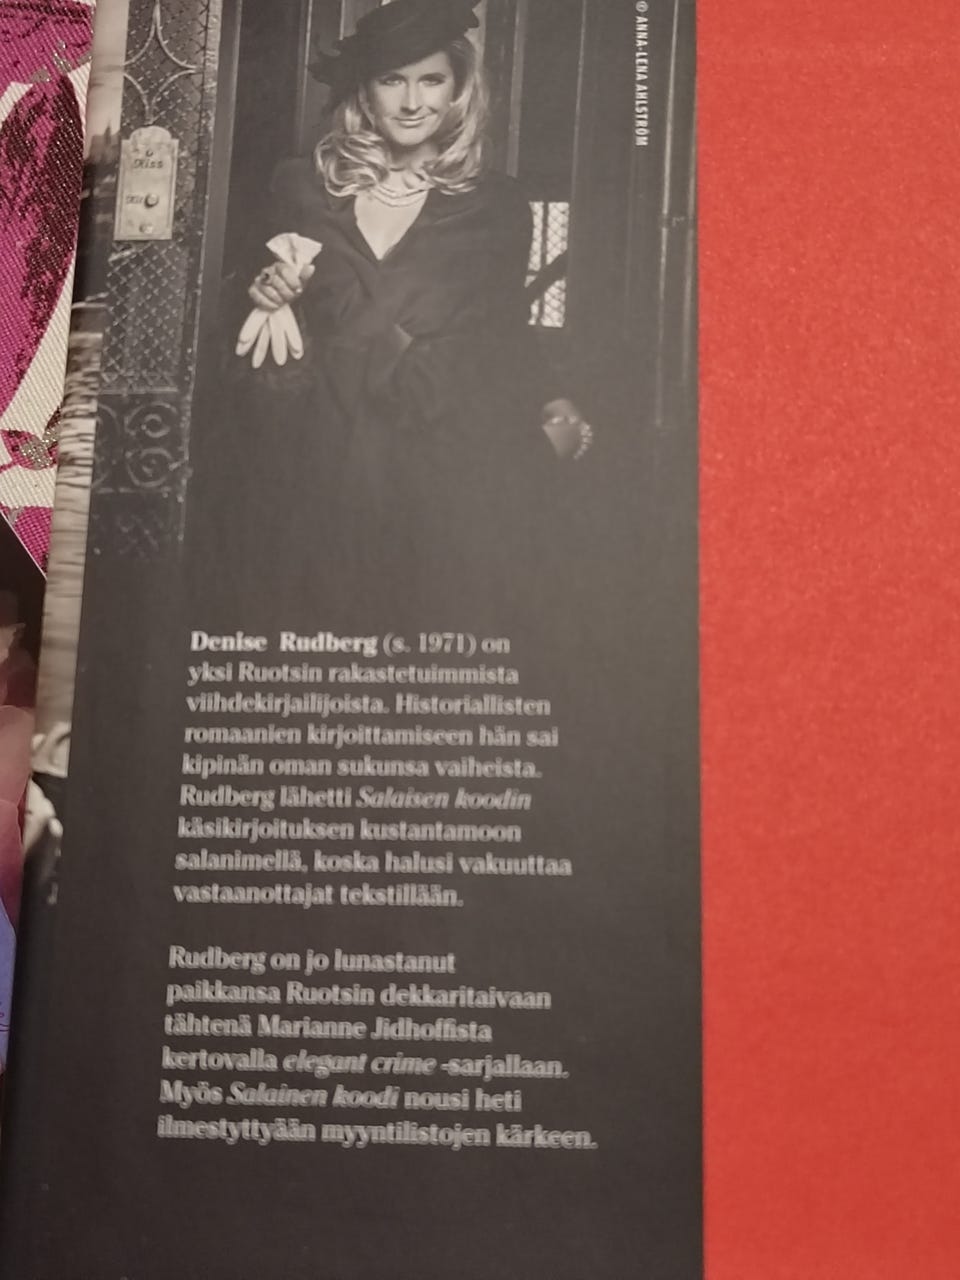 © ANNA-LENA AHLSTRÖM
Hiss
Denise Rudberg (s. 1971) on
yksi Ruotsin rakastetuimmista
viihdekirjailijoista. Historiallisten
romaanien kirjoittamiseen hän sai
kipinän oman sukunsa vaiheista.
Rudberg lähetti Salaisen koodin
käsikirjoituksen kustantamoon
salanimellä, koska halusi vakuuttaa
vastaanottajat tekstillään.
Rudberg on jo lunastanut
paikkansa Ruotsin dekkaritaivaan
tähtenä Marianne Jidhoffista
kertovalla elegant crime -sarjallaan.
Myös Salainen koodi nousi heti
ilmestyttyään myyntilistojen kärkeen.